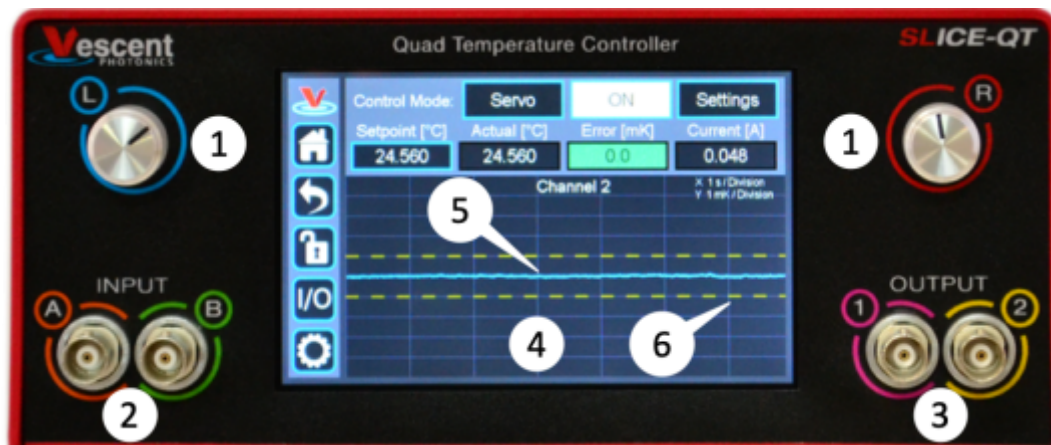 Vescent
PHOTONICS
Quad Temperature Controller
SLICE-QT
L
R
1
1
Control Mode: Servo ON Settings
Setpoint [°C] Actual [°C] Error [mK] Current [A]
24.560 24.560 0.0 0.048
Channel 2
X 1 s / Division
Y 1 mK / Division
5
I/O
4
6
INPUT
A B
2
OUTPUT
1 2
3